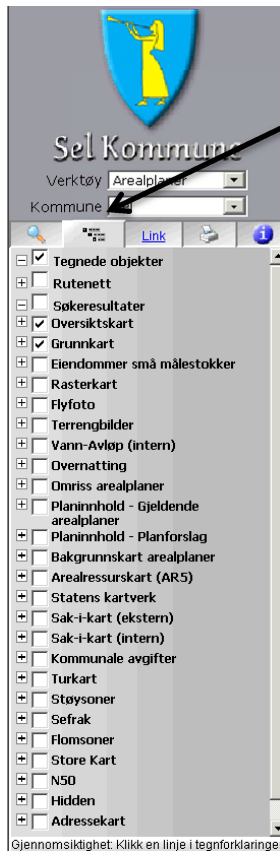 Sel Kommune
Verktøy Arealplaner
Kommune
Link
Tegnede objekter
Rutenett
Søkeresultater
Oversiktskart
Grunnkart
Eiendommer små målestokker
Rasterkart
Flyfoto
Terrengbilder
Vann-Avløp (intern)
Overnatting
Omriss arealplaner
Planinnhold - Gjeldende
arealplaner
Planinnhold - Planforslag
Bakgrunnskart arealplaner
Arealressurskart (AR5)
Statens kartverk
Sak-i-kart (ekstern)
Sak-i-kart (intern)
Kommunale avgifter
Turkart
Støysoner
Sefrak
Flomsoner
Store Kart
N50
Hidden
Adressekart
Gjennomsiktighet: Klikk en linje i tegnforklaringe